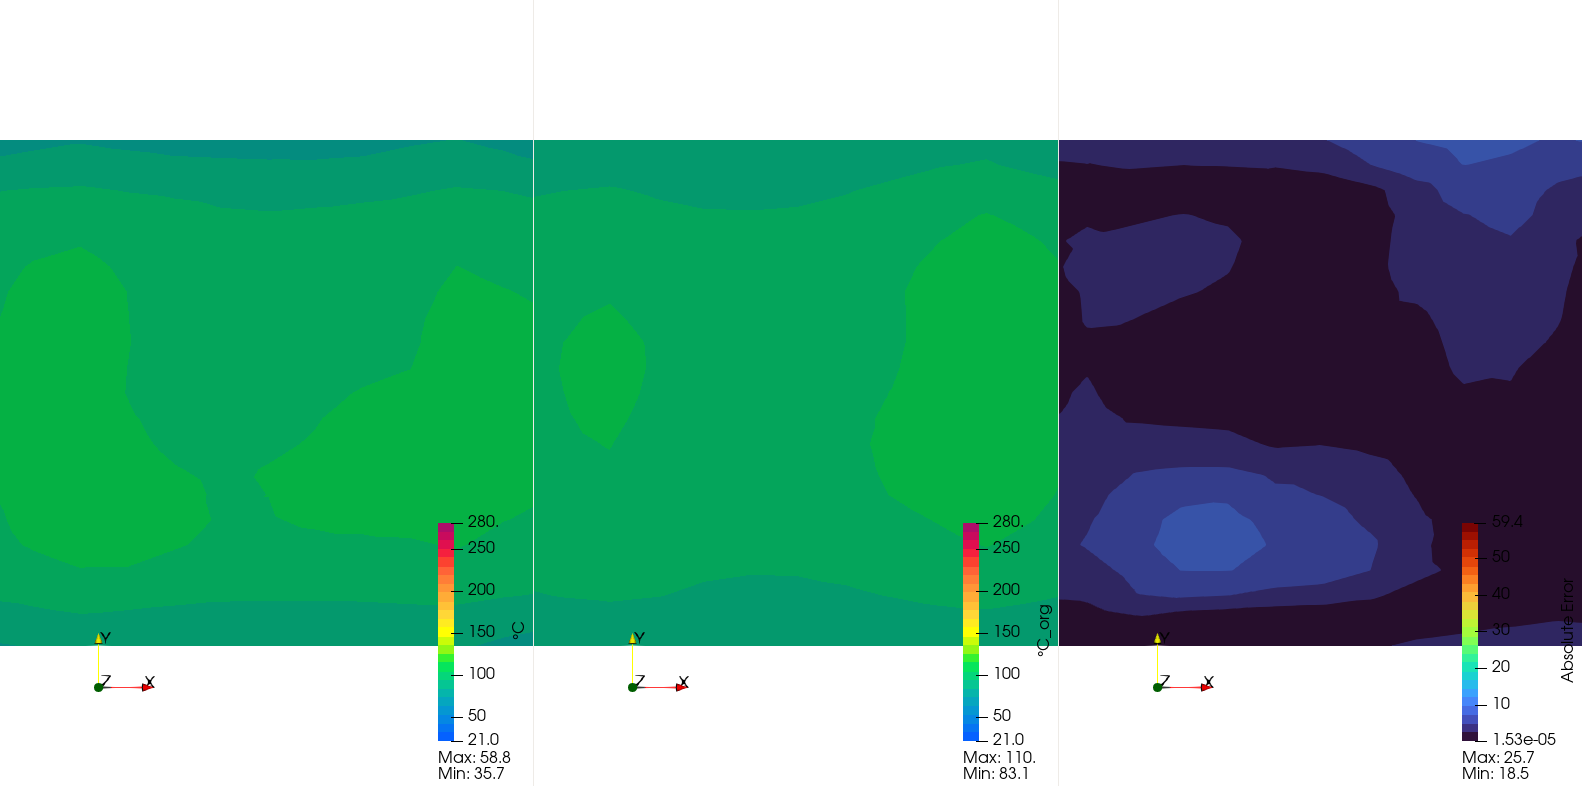 280.
250
200
150
100
50
21.0
°C
Max: 58.8
Min: 35.7
Y
Z
X
280.
250
200
150
100
50
21.0
°C_org
Max: 110.
Min: 83.1
Y
Z
X
59.4
50
40
30
20
10
1.53e-05
Absolute Error
Max: 25.7
Min: 18.5
Y
Z
X